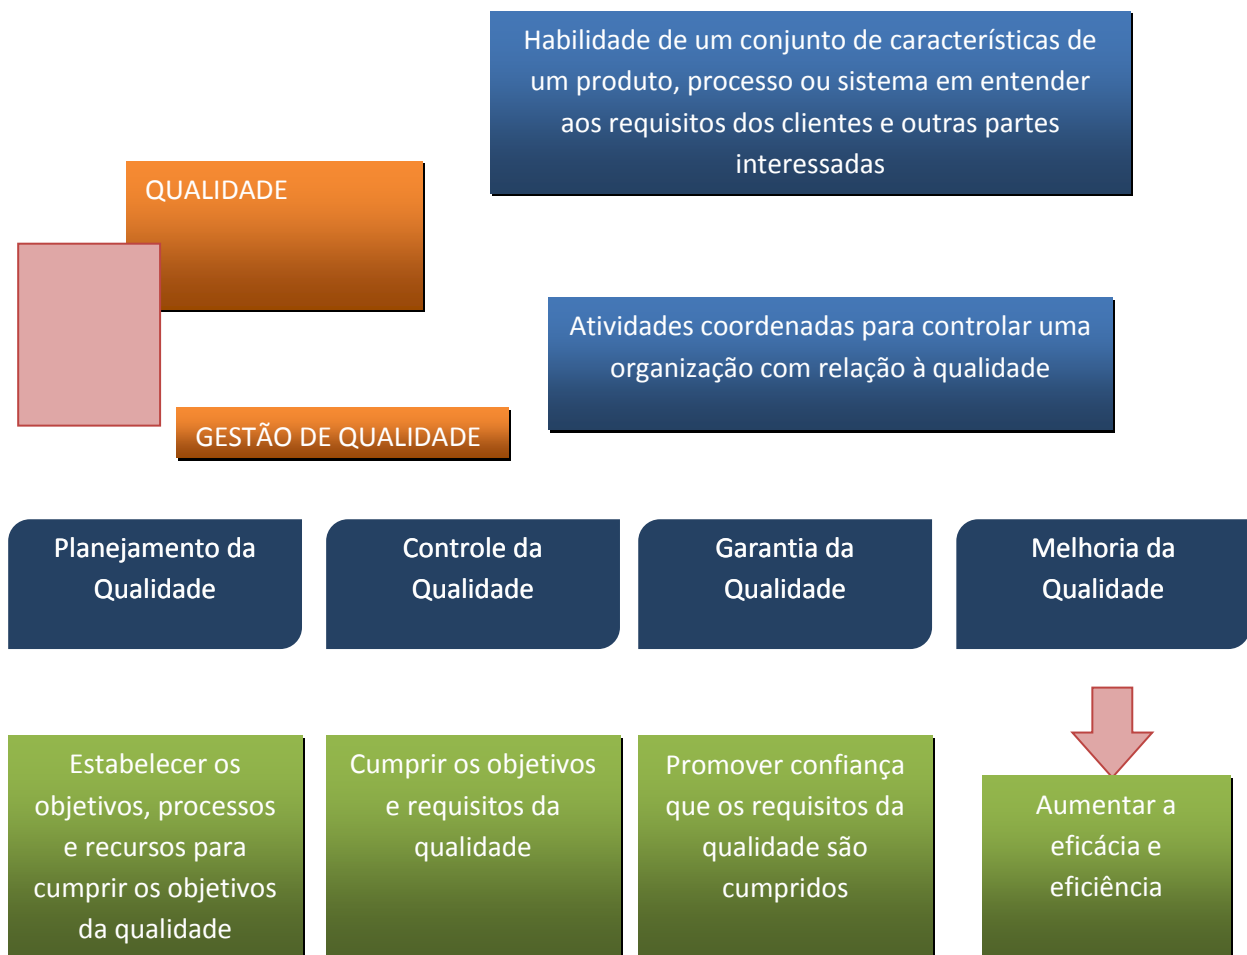 Habilidade de um conjunto de características de
um produto, processo ou sistema em entender
aos requisitos dos clientes e outras partes
interessadas
QUALIDADE
Atividades coordenadas para controlar uma
organização com relação à qualidade
GESTÃO DE QUALIDADE
Planejamento da
Qualidade
Controle da
Qualidade
Garantia da
Qualidade
Melhoria da
Qualidade
Estabelecer os
objetivos, processos
e recursos para
cumprir os objetivos
da qualidade
Cumprir os objetivos
e requisitos da
qualidade
Promover confiança
que os requisitos da
qualidade são
cumpridos
Aumentar a
eficácia e
eficiência